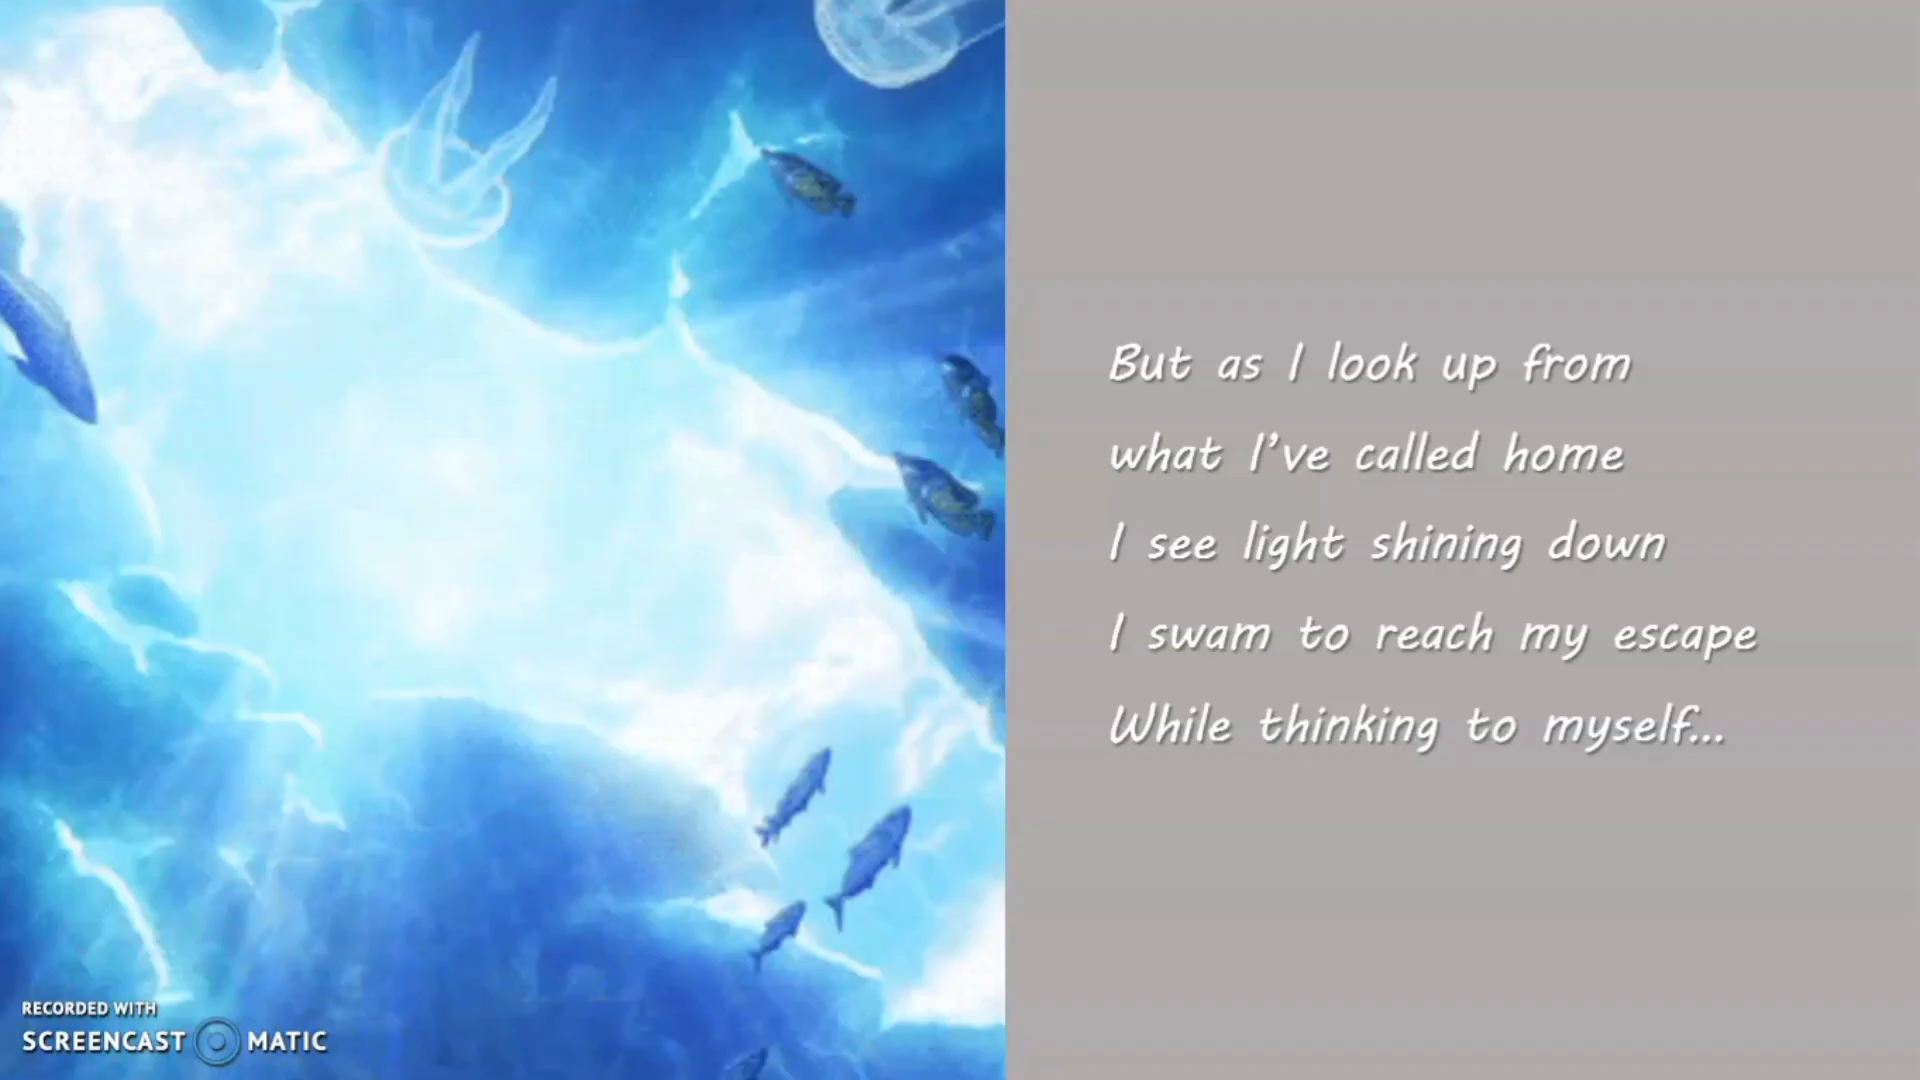 But as I look up from
what I've called home
I see light shining down
I swam to reach my escape
While thinking to myself...
RECORDED WITH
SCREENCAST MATIC